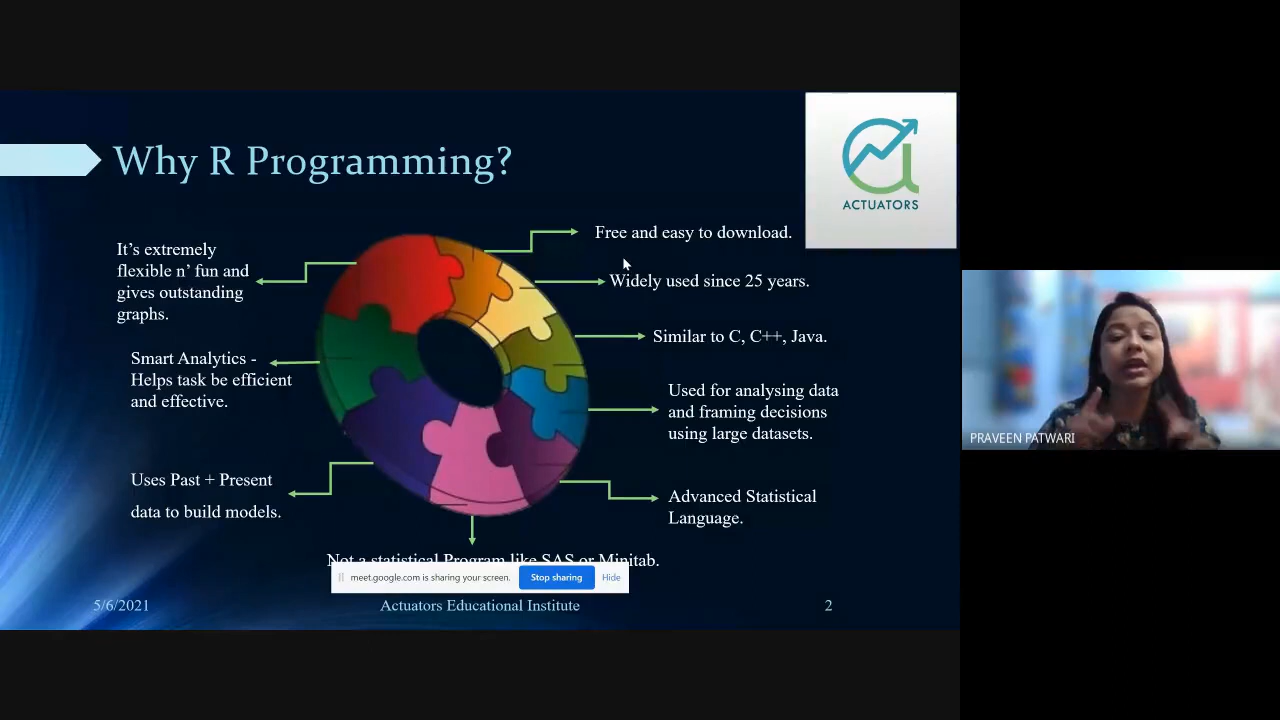 Why R Programming?
ACTUATORS
It's extremely
flexible n' fun and
gives outstanding
graphs.
Smart Analytics -
Helps task be efficient
and effective.
Uses Past + Present
data to build models.
Free and easy to download.
Widely used since 25 years.
Similar to C, C++, Java.
Used for analysing data
and framing decisions
using large datasets.
Advanced Statistical
Language.
Not a statistical Program like SAS or Minitab.
meet.google.com is sharing your screen.
Stop sharing
Hide
5/6/2021
Actuators Educational Institute
2
PRAVEEN PATWARI